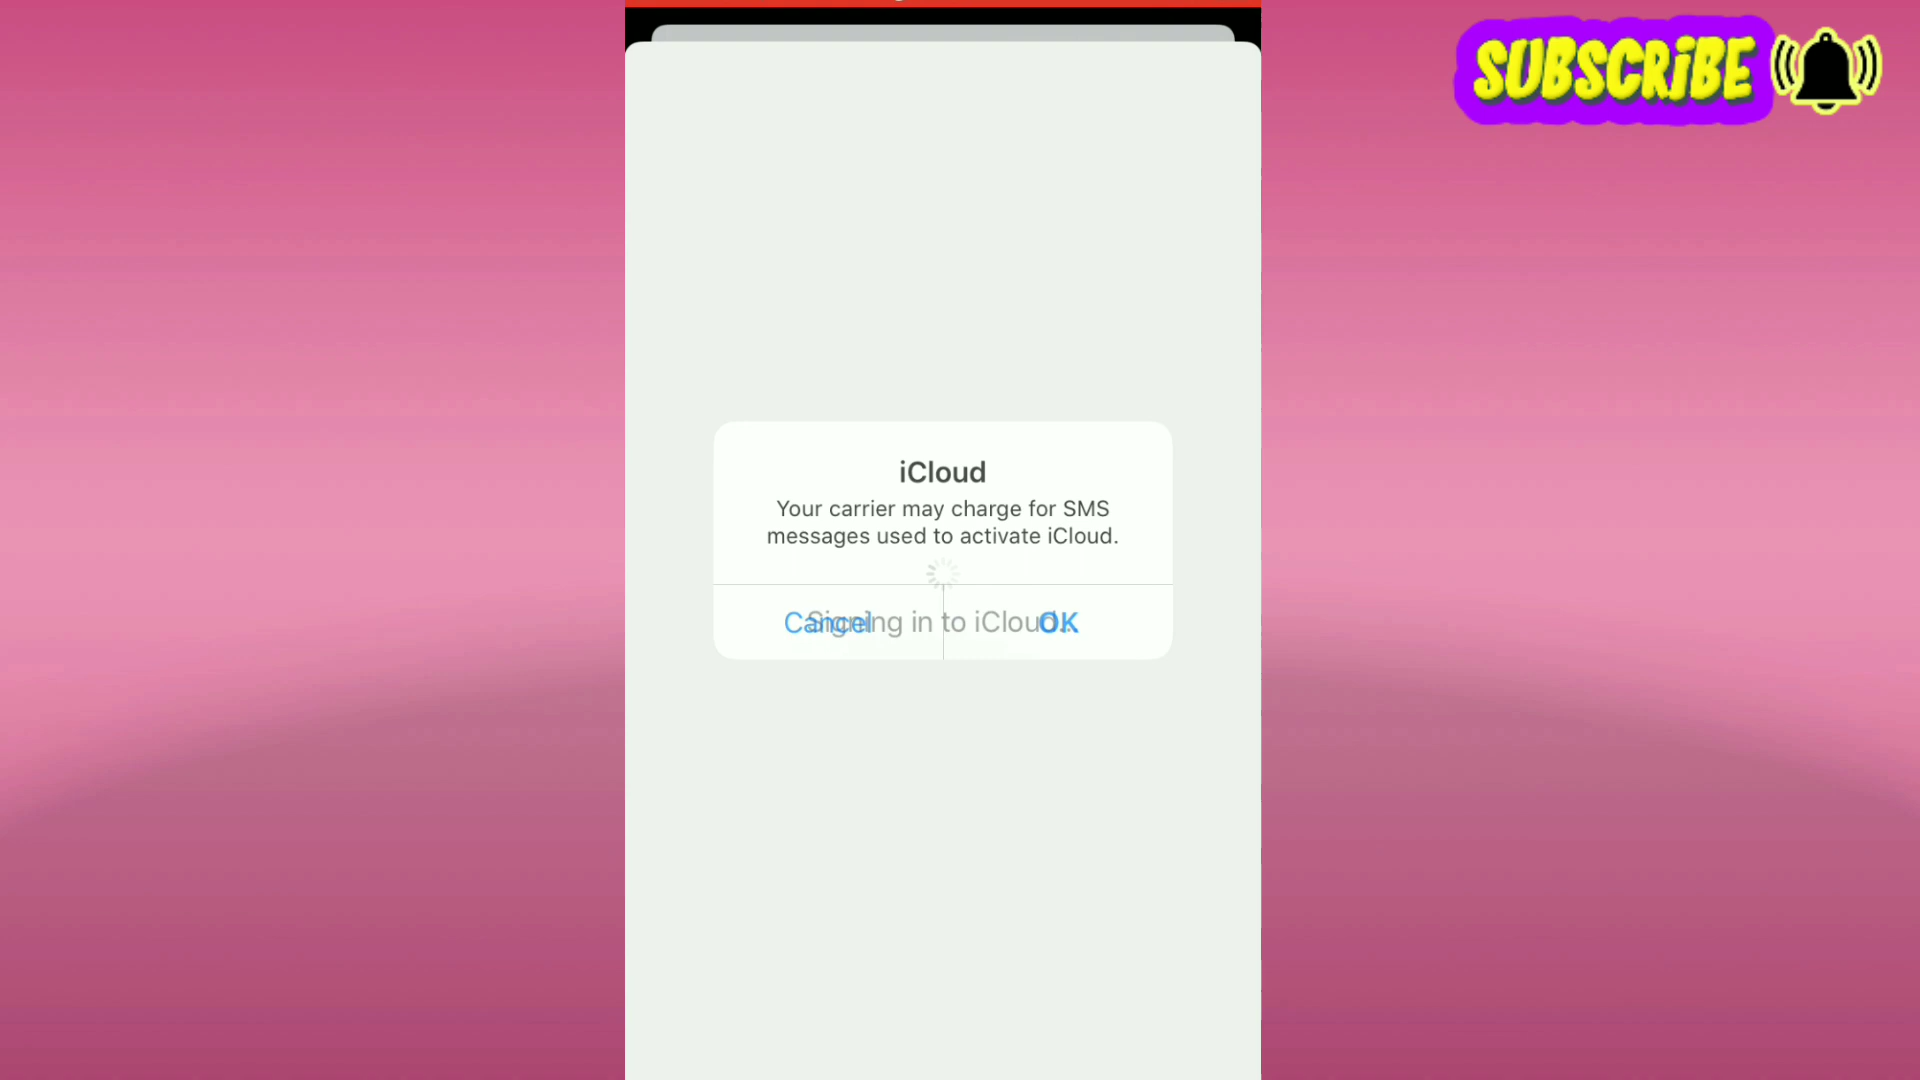 SUBSCRiBE
iCloud
Your carrier may charge for SMS
messages used to activate iCloud.
Cancel
Signing in to iCloud...
OK